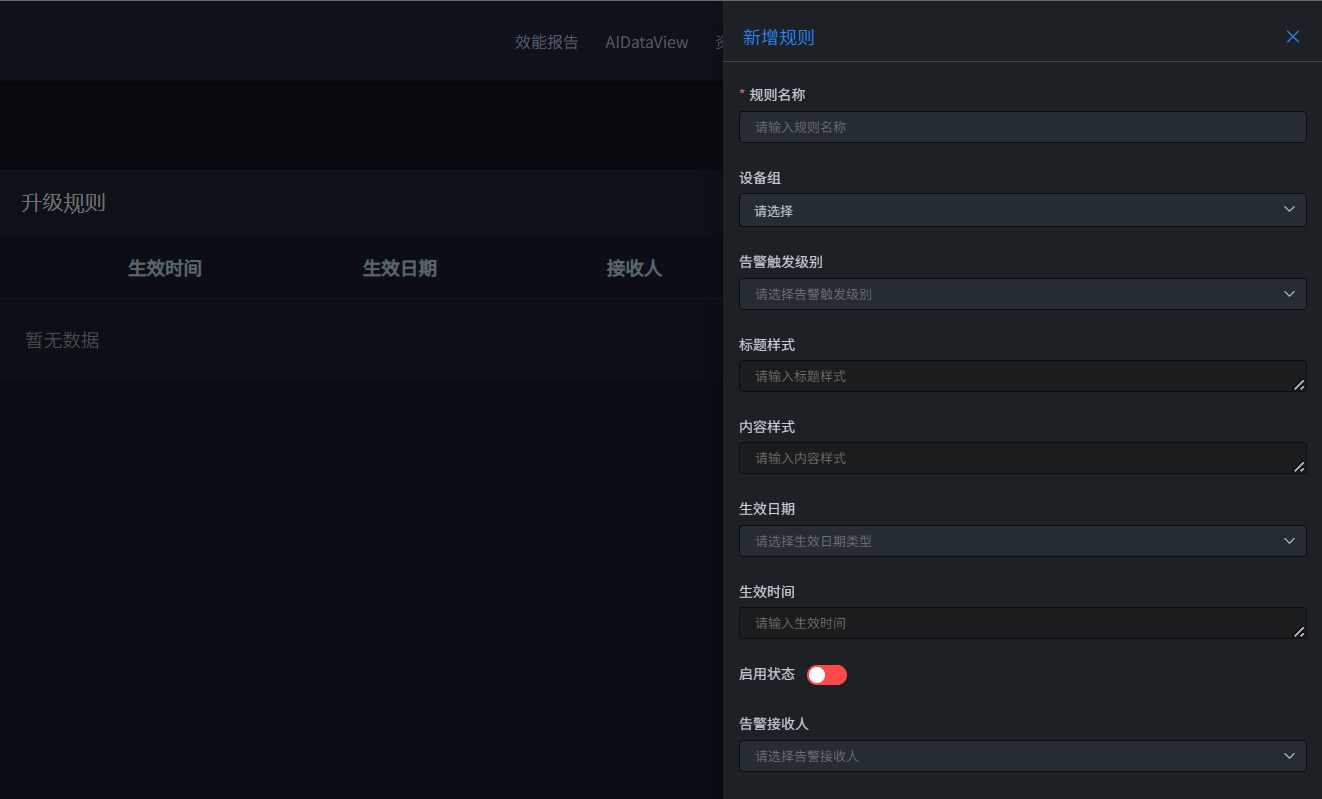 效能报告 AIDataView
升级规则
生效时间 生效日期 接收人
暂无数据
新增规则
* 规则名称
请输入规则名称
设备组
请选择
告警触发级别
请选择告警触发级别
标题样式
请输入标题样式
内容样式
请输入内容样式
生效日期
请选择生效日期类型
生效时间
请输入生效时间
启用状态
告警接收人
请选择告警接收人